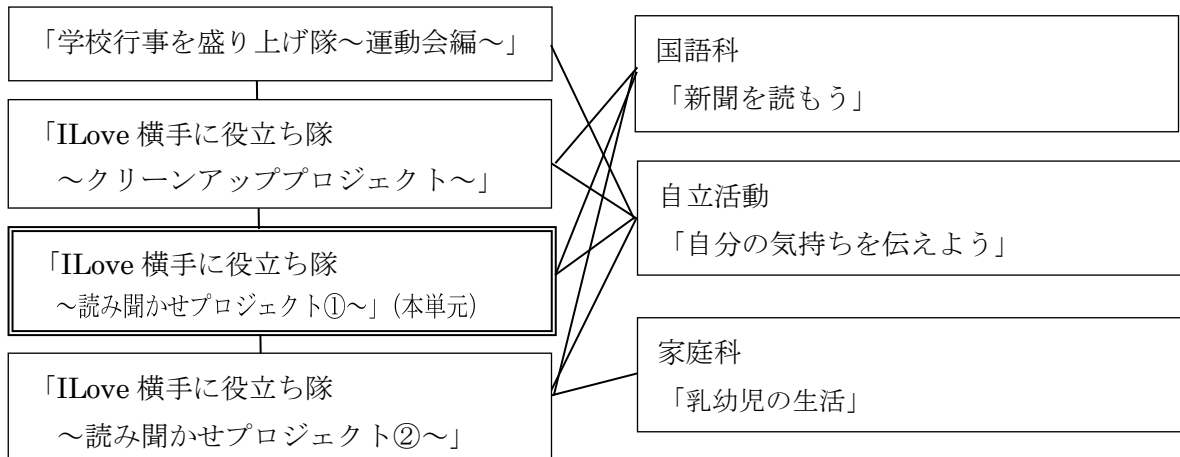 「学校行事を盛り上げ隊～運動会編～」
「ILove 横手に役立ち隊
～クリーンアッププロジェクト～」
「ILove 横手に役立ち隊
～読み聞かせプロジェクト①～」（本単元）
「ILove 横手に役立ち隊
～読み聞かせプロジェクト②～」
国語科
「新聞を読もう」
自立活動
「自分の気持ちを伝えよう」
家庭科
「乳幼児の生活」